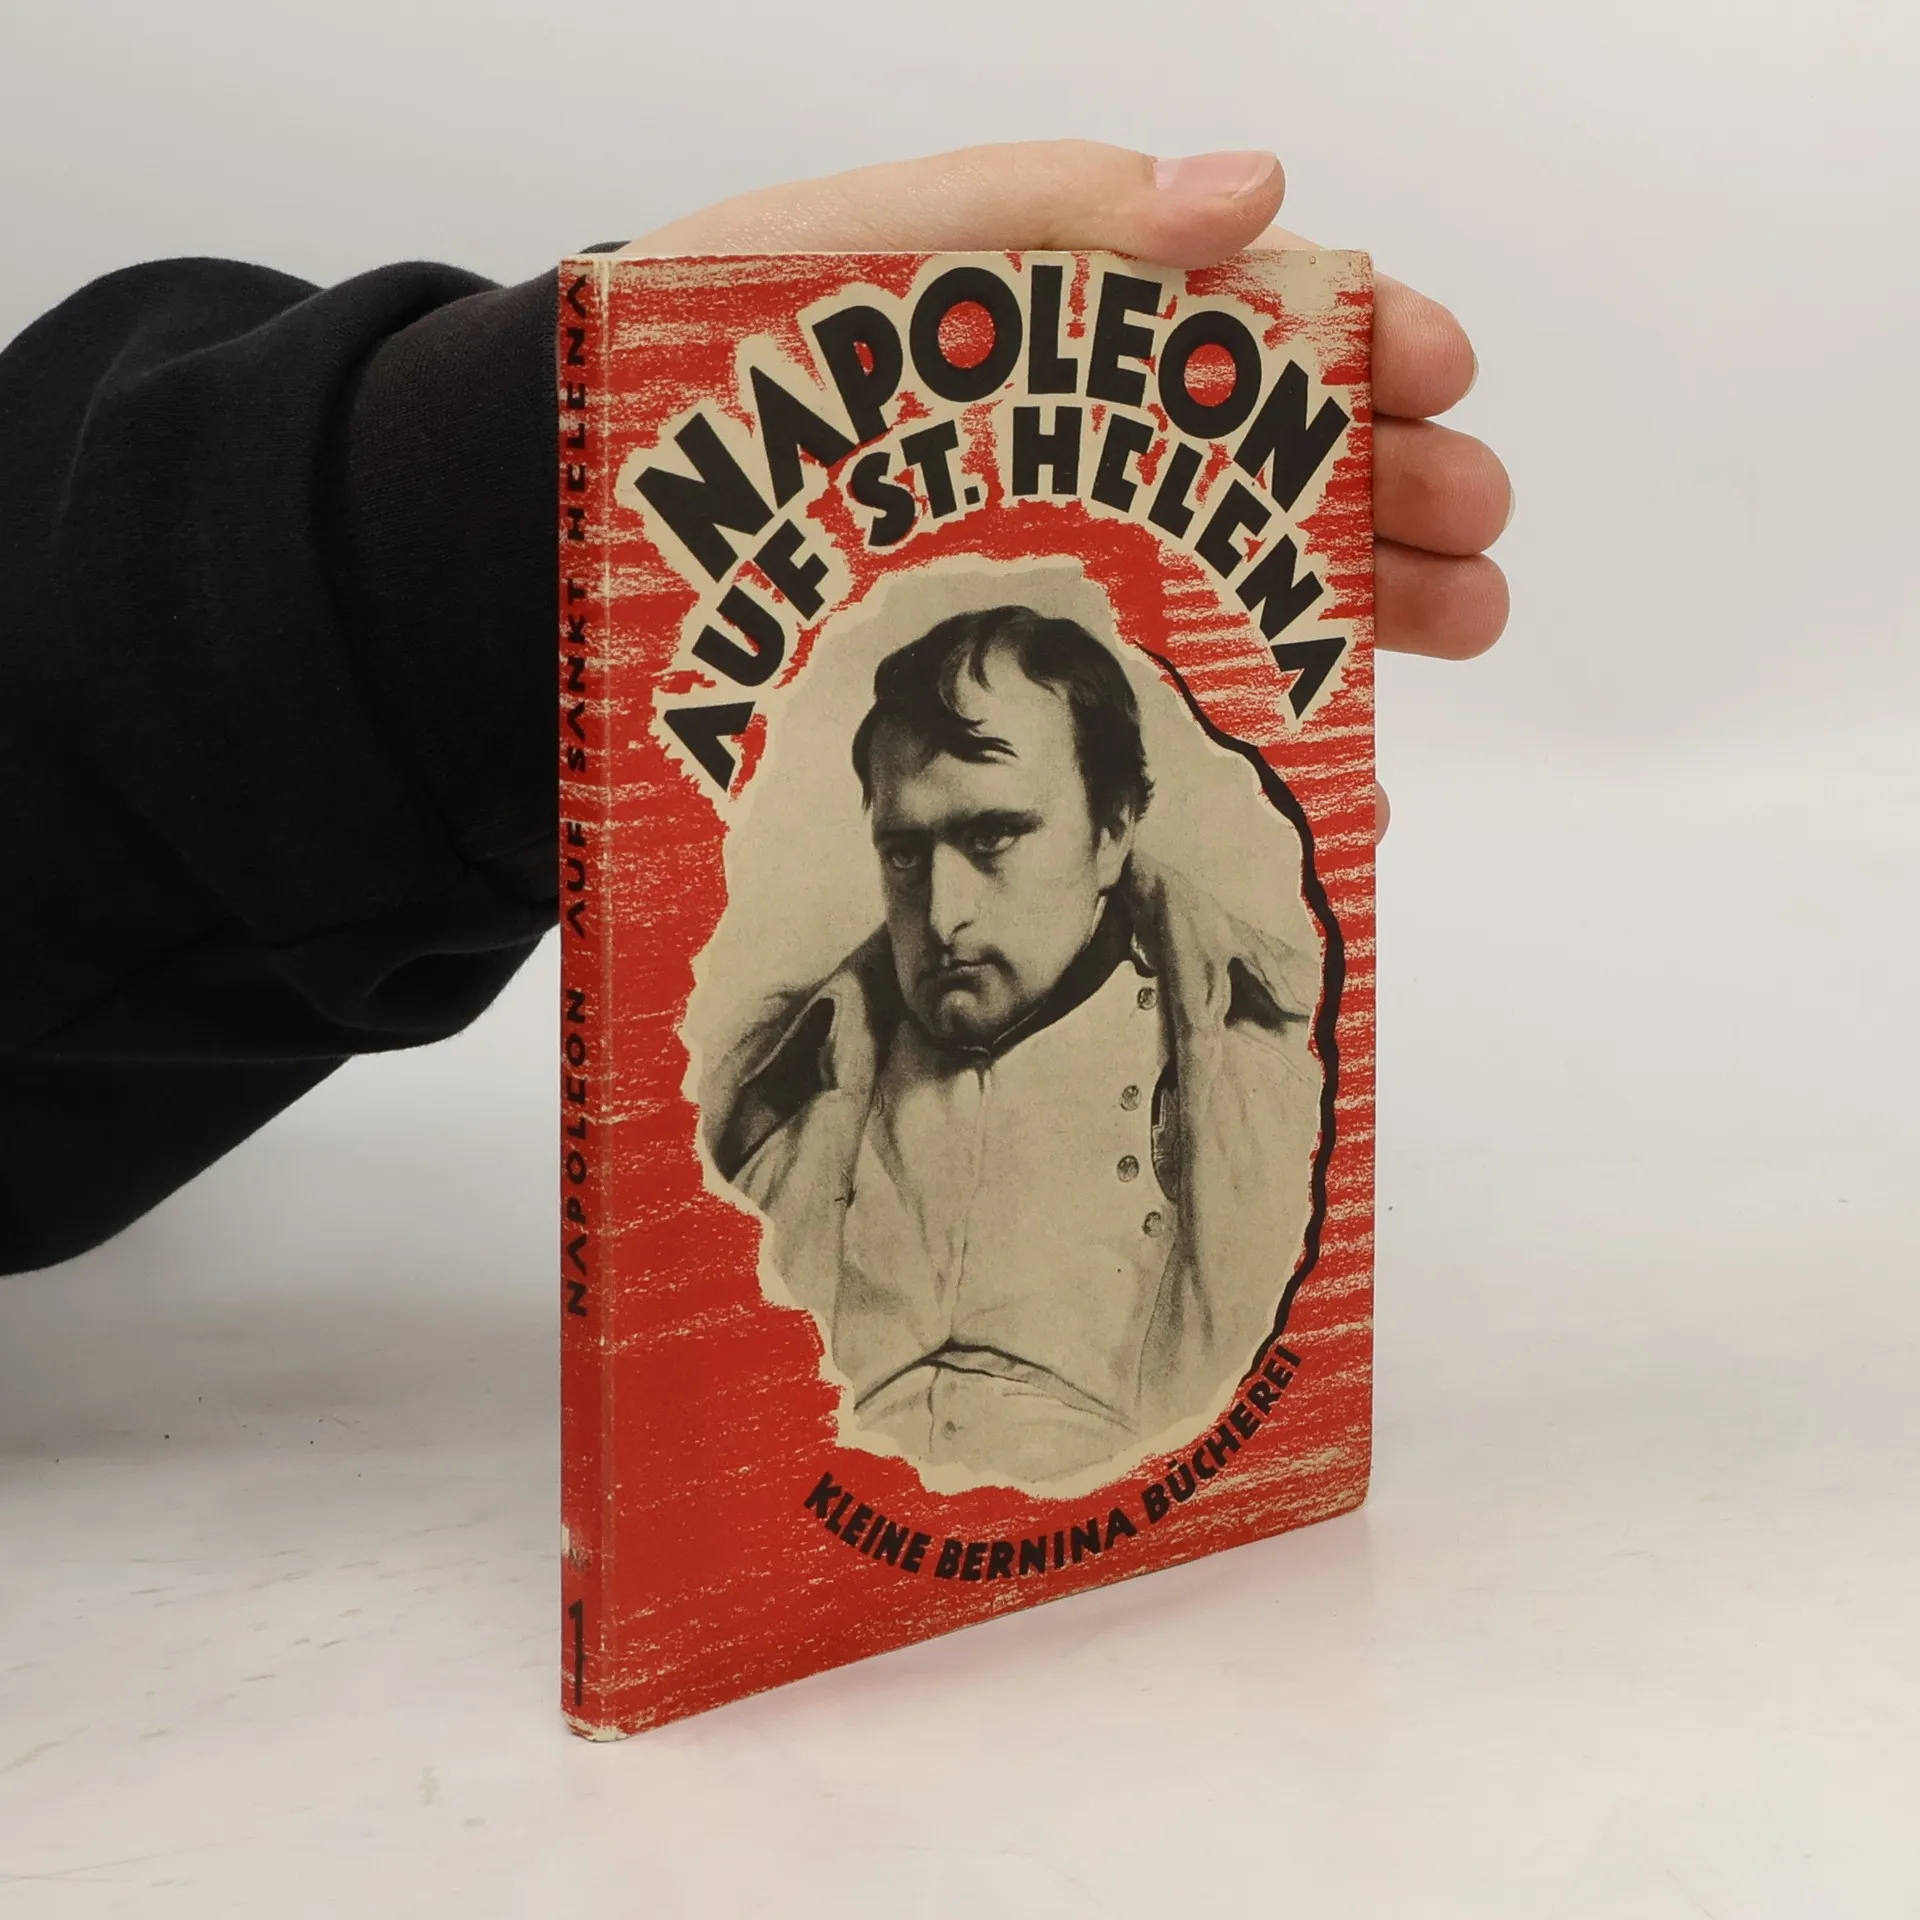 NAPOLEON
AUF ST. HELENA
KLEINE BERNINA BÜCHEREI
NAPOLEON AUF SANKT HELENA
1